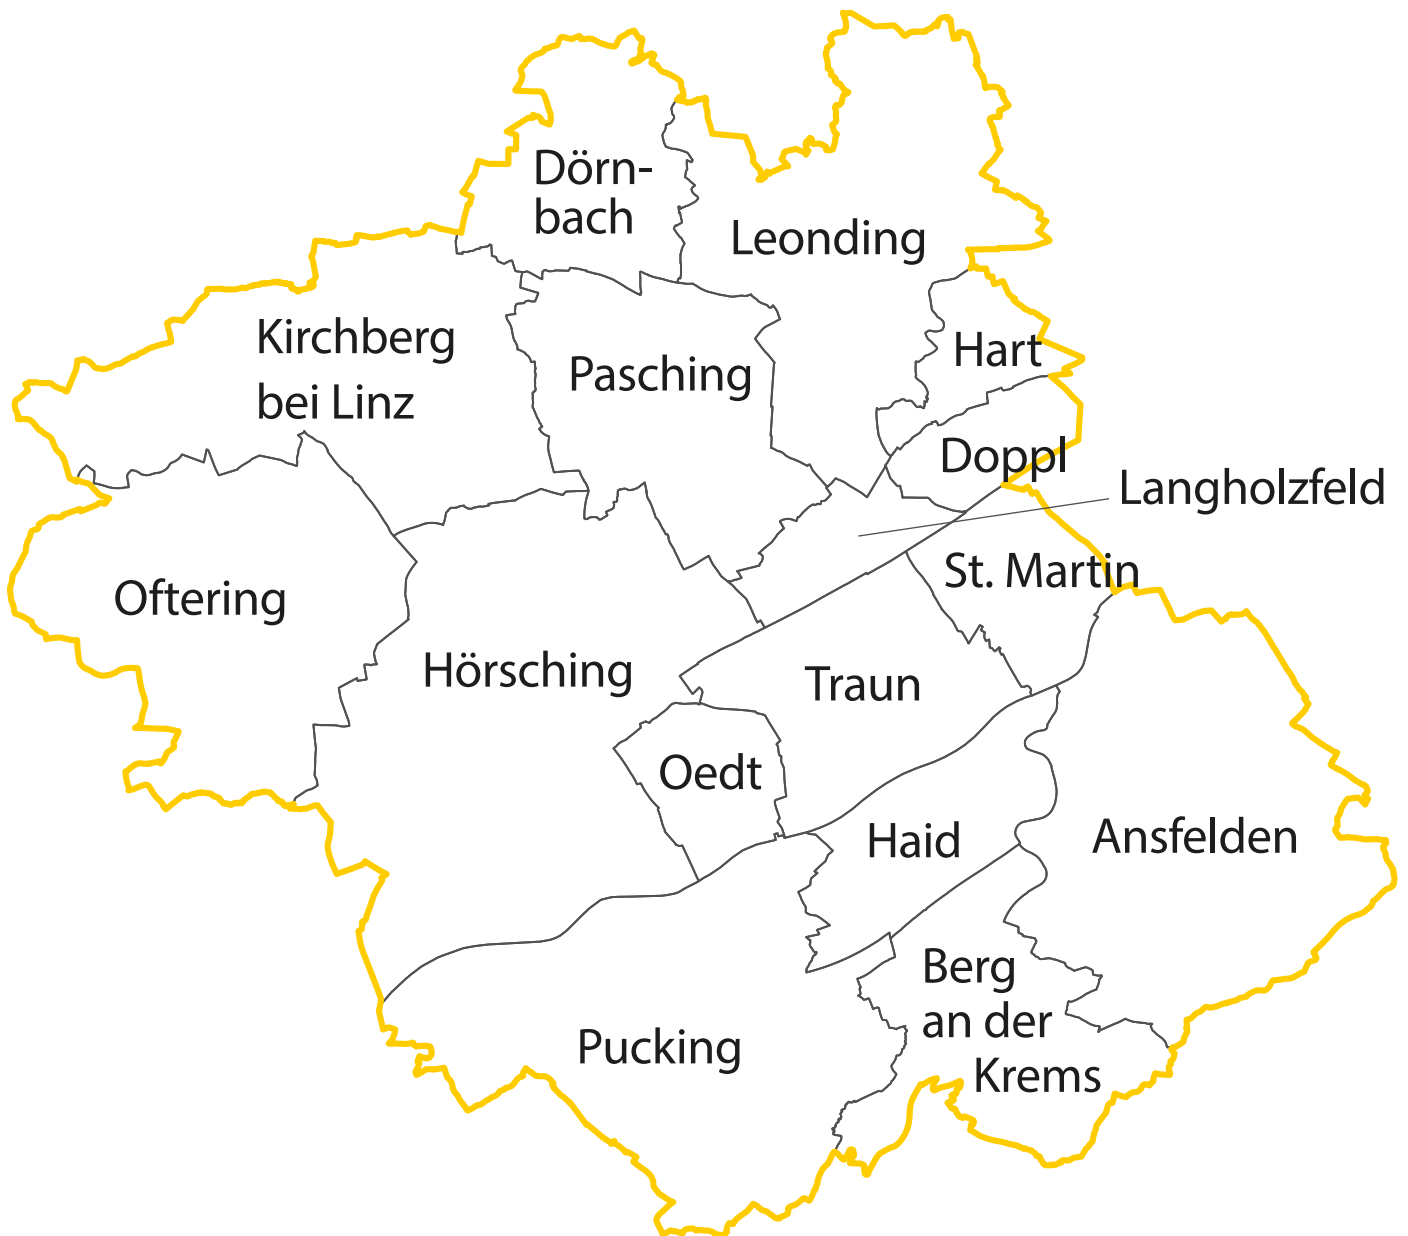 Dörn-
bach
Leonding
Kirchberg
bei Linz
Pasching
Hart
Doppl
Langholzfeld
Oftering
St. Martin
Hörsching
Traun
Oedt
Haid
Ansfelden
Berg
an der
Krems
Pucking